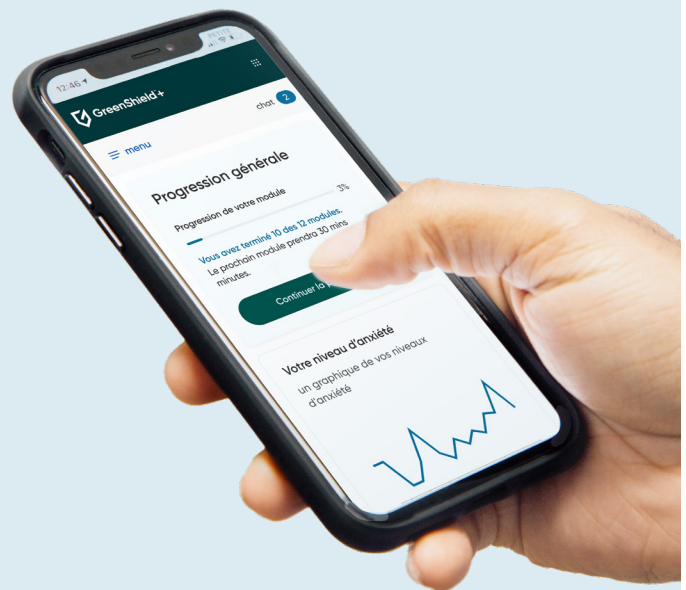 12:46
PETITE
GreenShield+
menu
chat 2
Progression générale
Progression de votre module 3%
Vous avez terminé 10 des 12 modules.
Le prochain module prendra 30 mins
minutes.
Continuer la
Votre niveau d'anxiété
un graphique de vos niveaux
d'anxiété